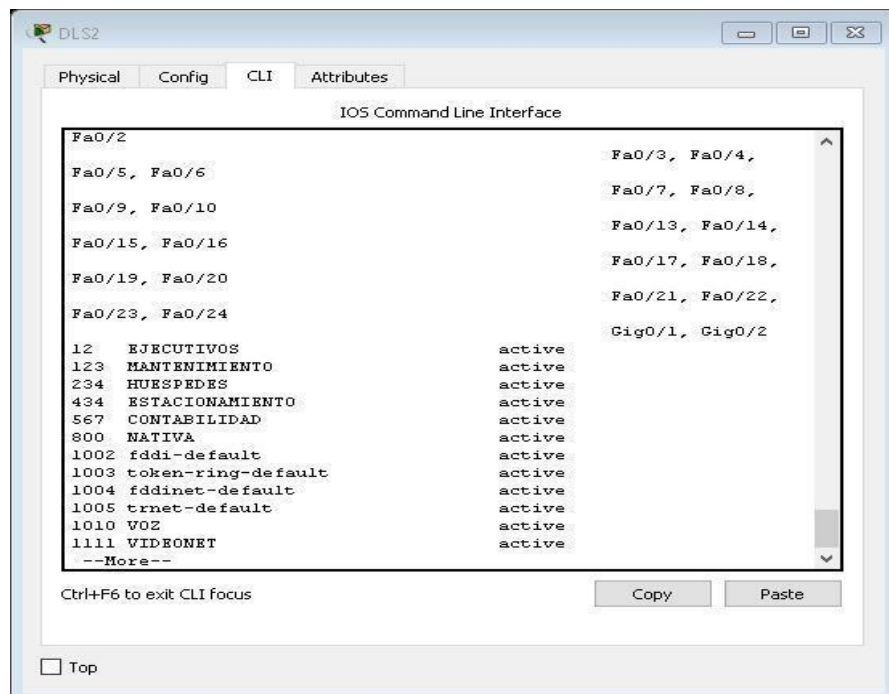 DLS2
Physical Config CLI Attributes
IOS Command Line Interface
Fa0/2
Fa0/3, Fa0/4,
Fa0/5, Fa0/6
Fa0/7, Fa0/8,
Fa0/9, Fa0/10
Fa0/13, Fa0/14,
Fa0/15, Fa0/16
Fa0/17, Fa0/18,
Fa0/19, Fa0/20
Fa0/21, Fa0/22,
Fa0/23, Fa0/24
Gig0/1, Gig0/2
12 EJECUTIVOS active
123 MANTENIMIENTO active
234 HUESPEDES active
434 ESTACIONAMIENTO active
567 CONTABILIDAD active
800 NATIVA active
1002 fddi-default active
1003 token-ring-default active
1004 fddinet-default active
1005 trnet-default active
1010 VOZ active
1111 VIDEONET active
--More--
Ctrl+F6 to exit CLI focus
Copy Paste
Top